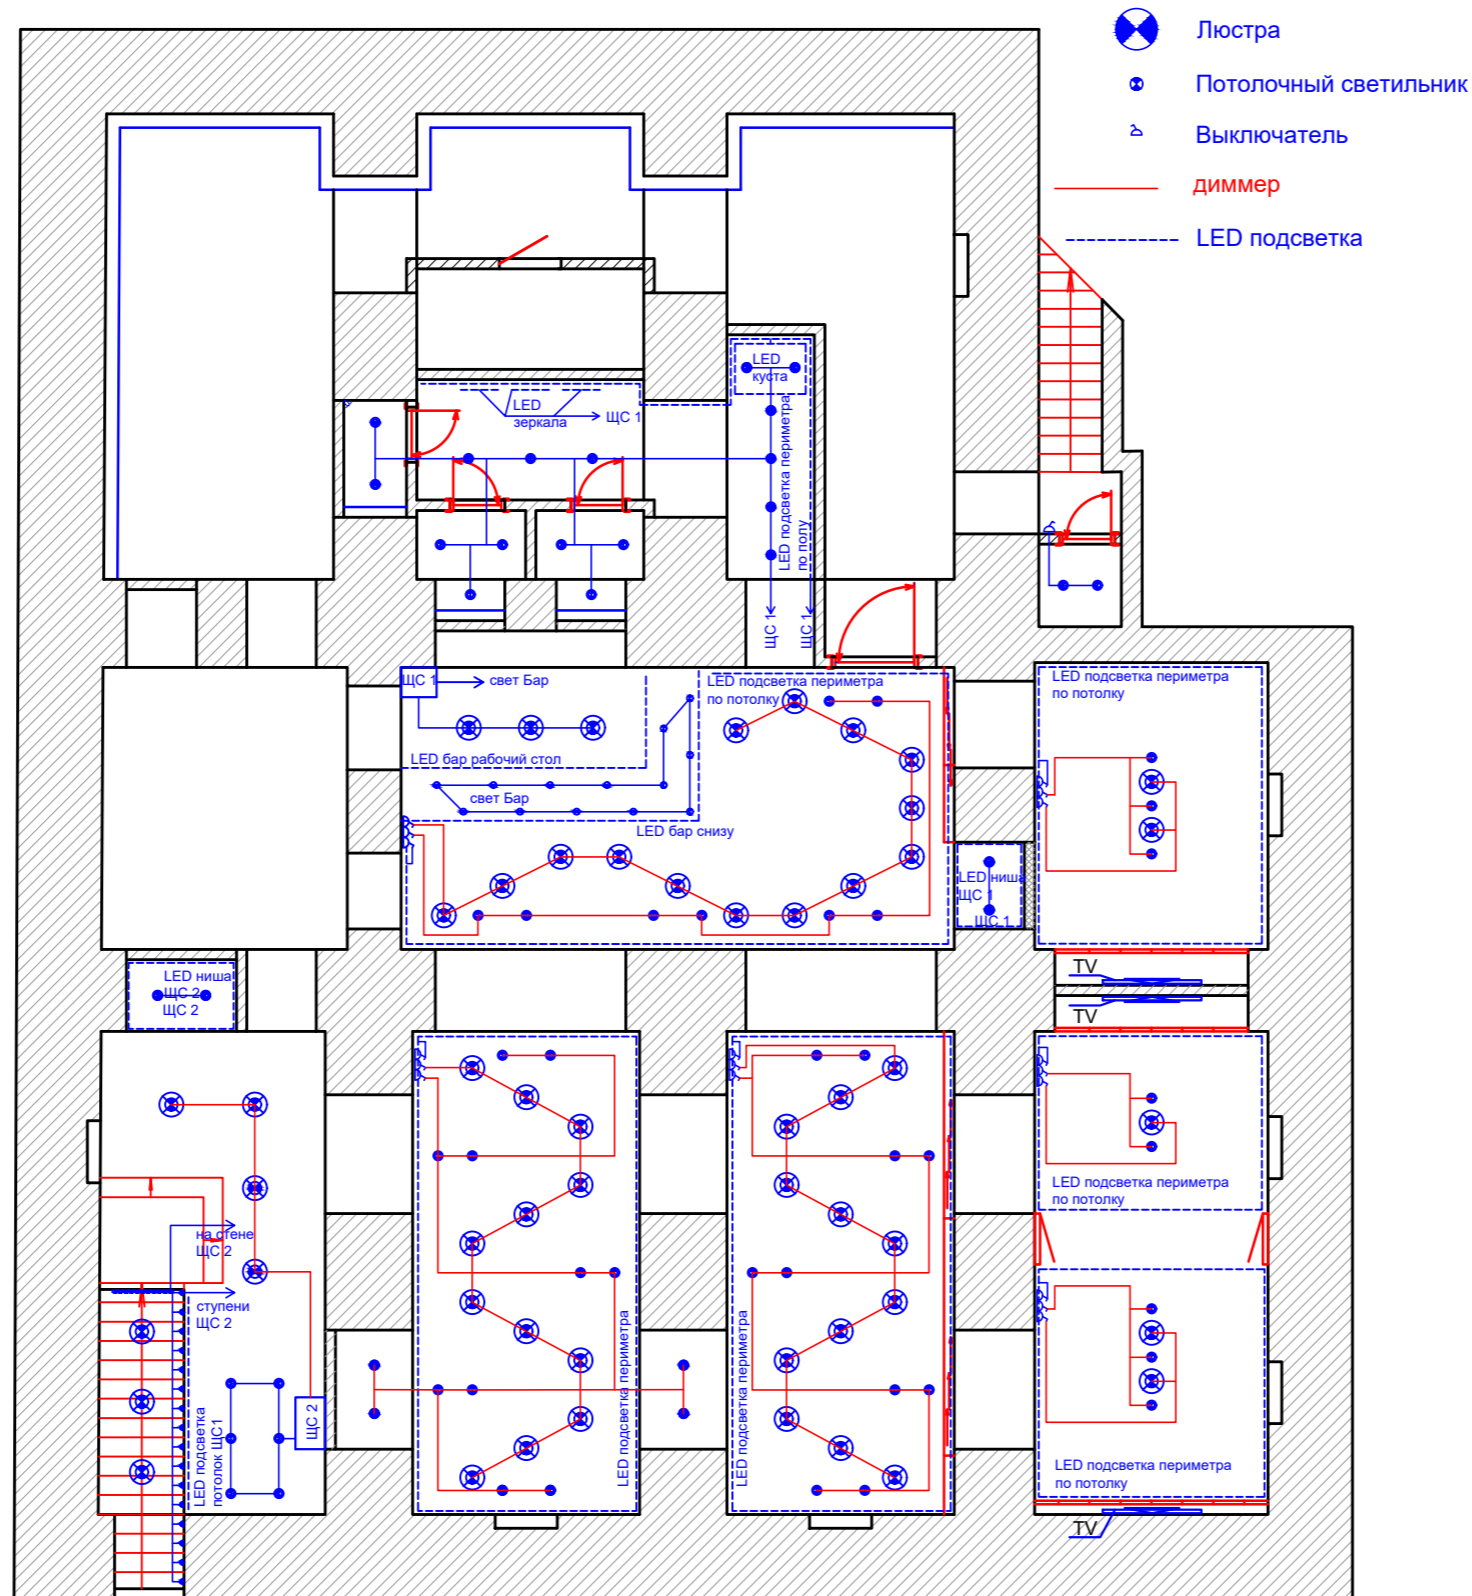 Люстра
Потолочный светильник
Выключатель
диммер
LED подсветка
LED
куста
LED
зеркала
ЩС 1
LED подсветка периметра
по полу
ЩС 1
ЩС 1
ЩС 1
свет Бар
LED подсветка периметра
по потолку
LED подсветка периметра
по потолку
LED бар рабочий стол
свет Бар
LED бар снизу
LED ниша
ЩС 1
ЩС 1
TV
TV
LED ниша
ЩС 2
ЩС 2
LED подсветка периметра
по потолку
на стене
ЩС 2
ступени
ЩС 2
LED подсветка
потолок ЩС1
ЩС 2
LED подсветка периметра
LED подсветка периметра
LED подсветка периметра
по потолку
TV